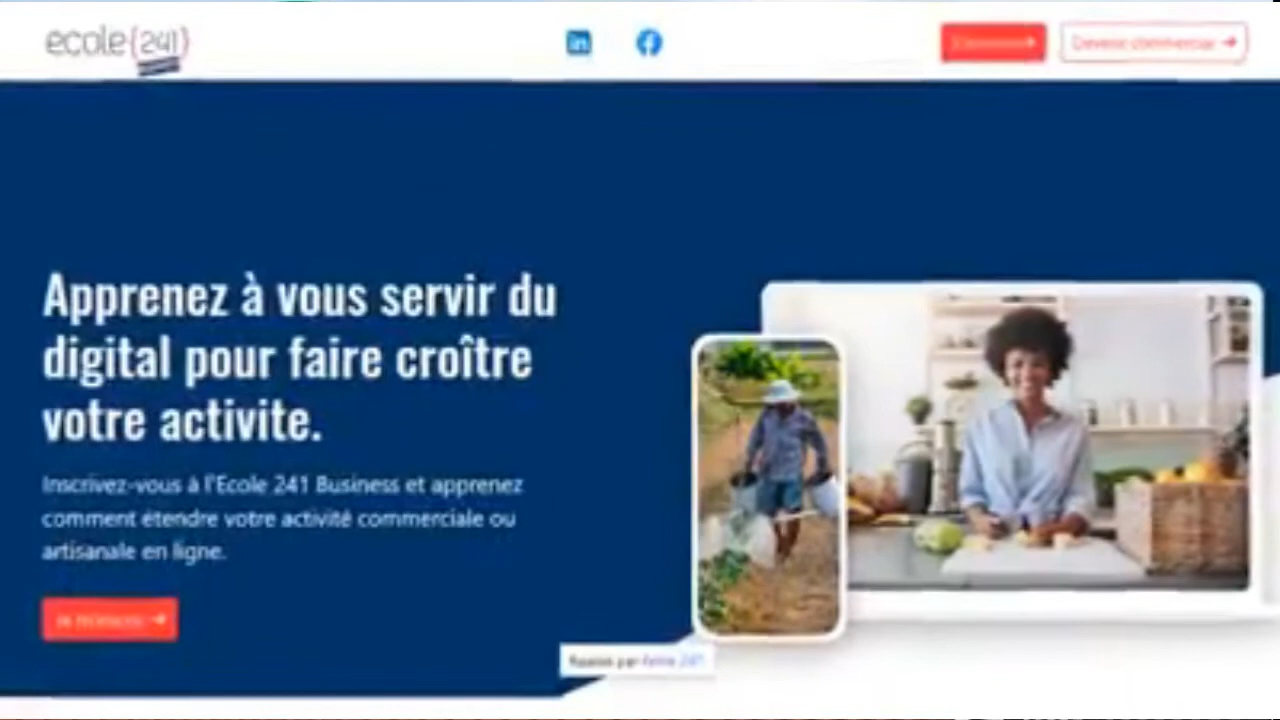 ecole{241}
Apprenez à vous servir du
digital pour faire croître
votre activite.
Inscrivez-vous à l'Ecole 241 Business et apprenez
comment étendre votre activité commerciale ou
artisanale en ligne.